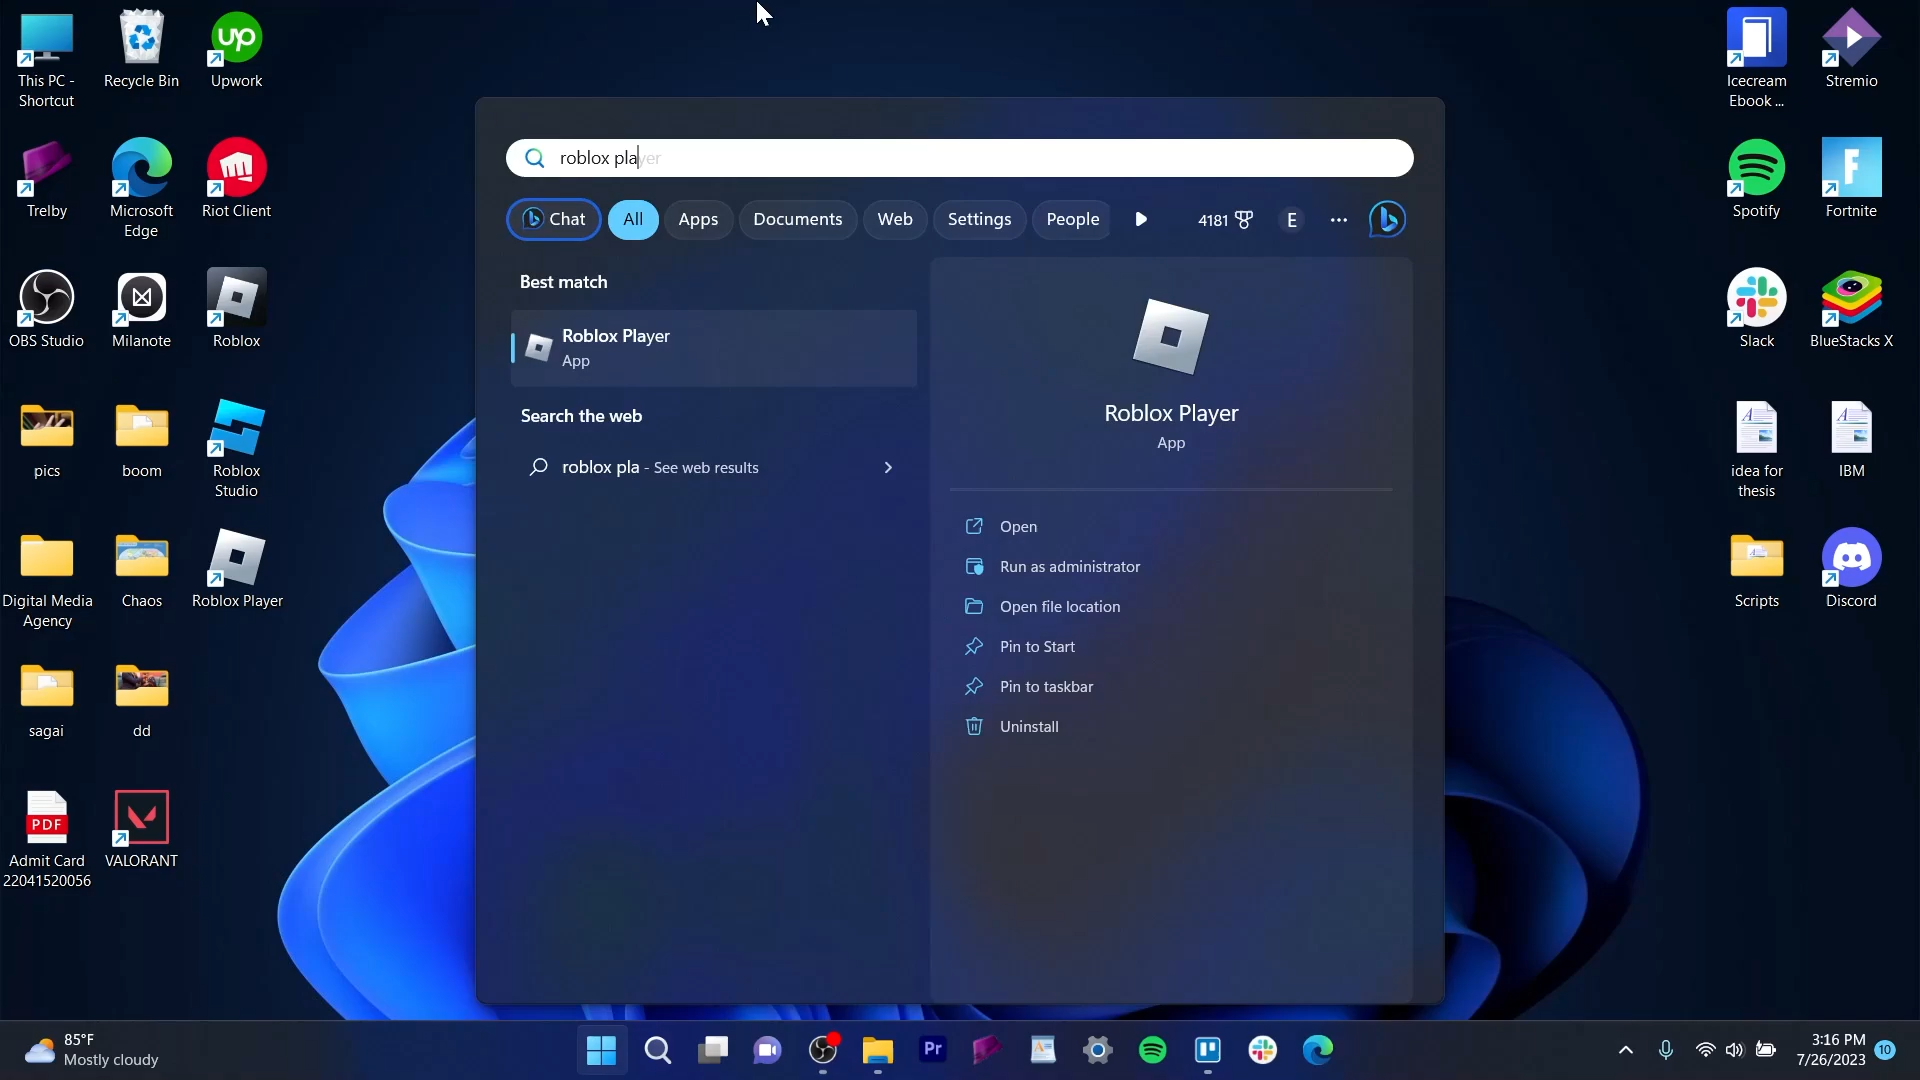 This PC -
Shortcut
Recycle Bin
up
Upwork
Trelby
Microsoft
Edge
Riot Client
OBS Studio
Milanote
Roblox
pics
boom
Roblox
Studio
Digital Media
Agency
Chaos
Roblox Player
sagai
dd
PDF
Admit Card
22041520056
VALORANT
roblox player
Chat
All
Apps
Documents
Web
Settings
People
4181
E
Best match
Roblox Player
App
Search the web
roblox pla - See web results
Roblox Player
App
Open
Run as administrator
Open file location
Pin to Start
Pin to taskbar
Uninstall
Icecream
Ebook ...
Stremio
Spotify
F
Fortnite
Slack
BlueStacks X
A
idea for
thesis
A
IBM
Scripts
Discord
85°F
Mostly cloudy
Pr
A
3:16 PM
7/26/2023
10